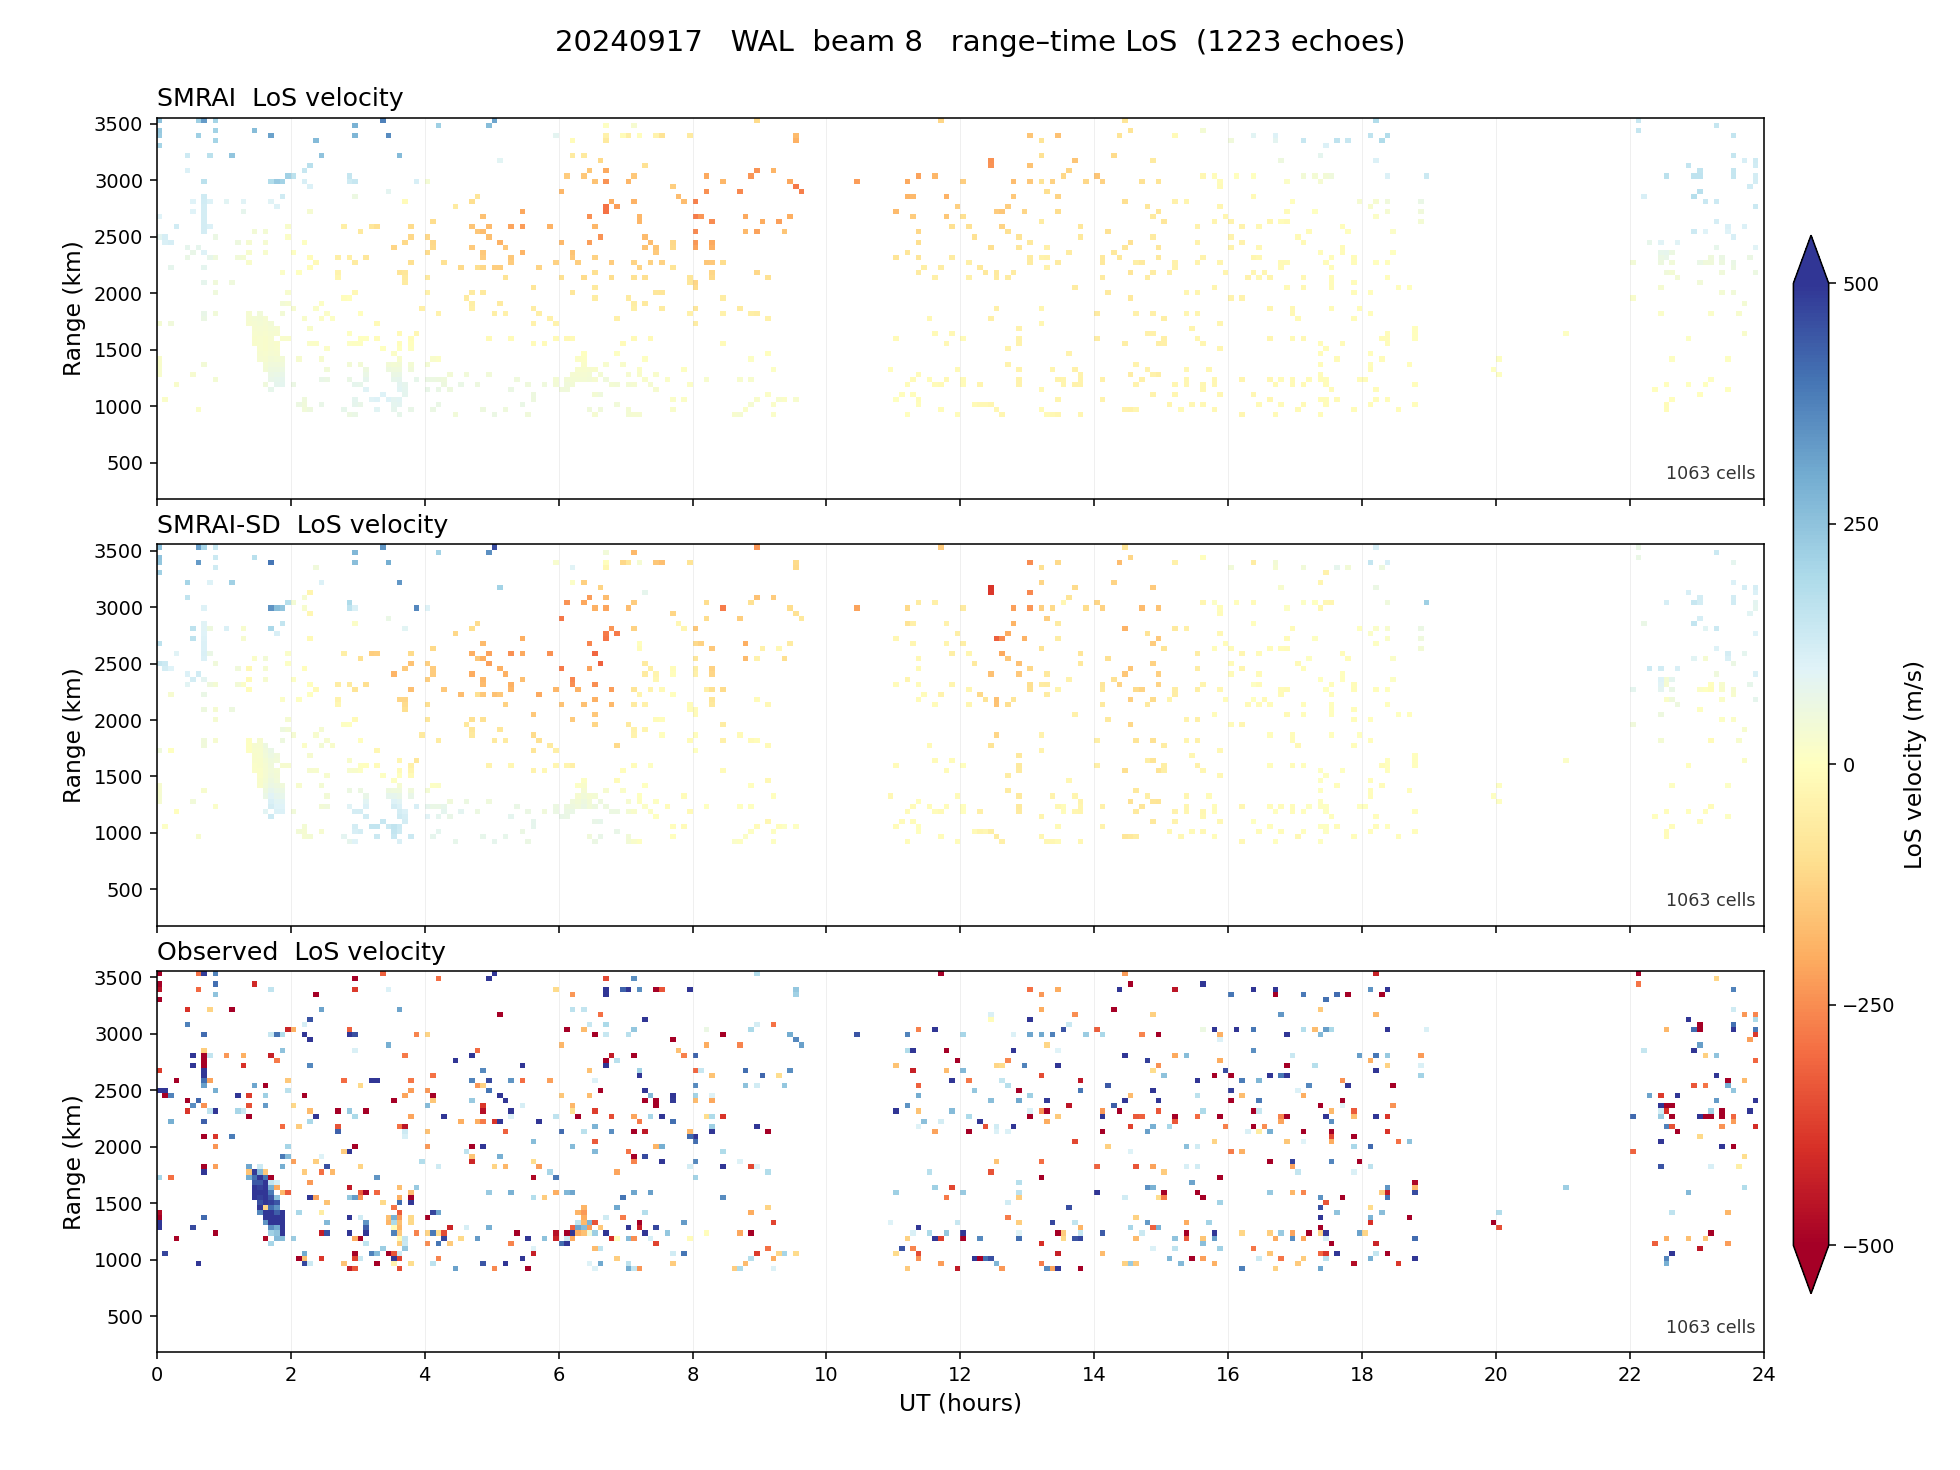 20240917   WAL  beam 8   range–time LoS  (1223 echoes)
SMRAI  LoS velocity
3500
3000
2500
2000
1500
1000
500
Range (km)
1063 cells
SMRAI-SD  LoS velocity
3500
3000
2500
2000
1500
1000
500
Range (km)
1063 cells
Observed  LoS velocity
3500
3000
2500
2000
1500
1000
500
Range (km)
1063 cells
0 2 4 6 8 10 12 14 16 18 20 22 24
UT (hours)
500
250
0
−250
−500
LoS velocity (m/s)